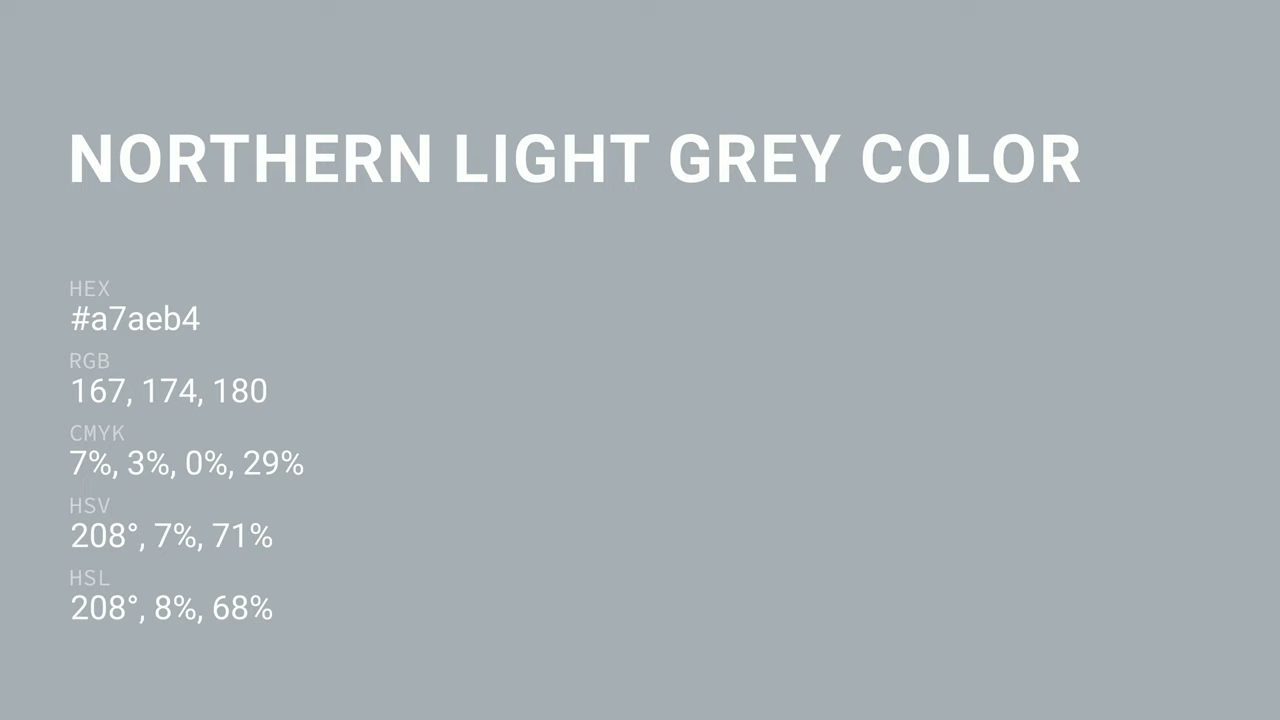 NORTHERN LIGHT GREY COLOR
HEX
#a7aeb4
RGB
167, 174, 180
CMYK
7%, 3%, 0%, 29%
HSV
208°, 7%, 71%
HSL
208°, 8%, 68%